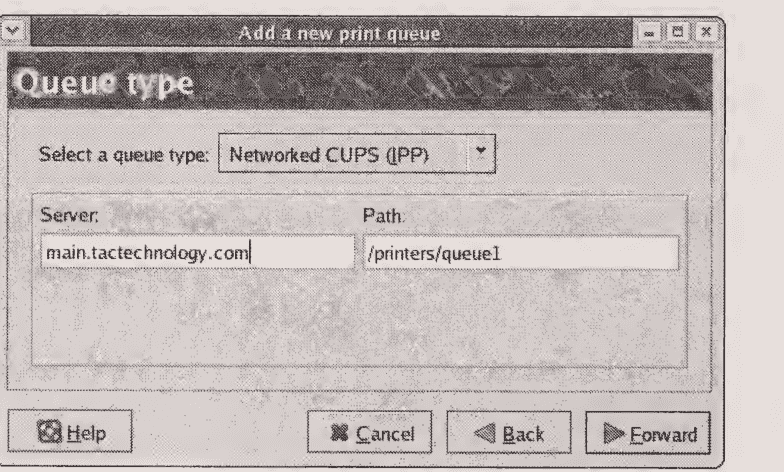 Add a new print queue
Queue type
Select a queue type: Networked CUPS (IPP)
Server: Path:
main.tactechnology.com /printers/queue1
Help Cancel Back Forward